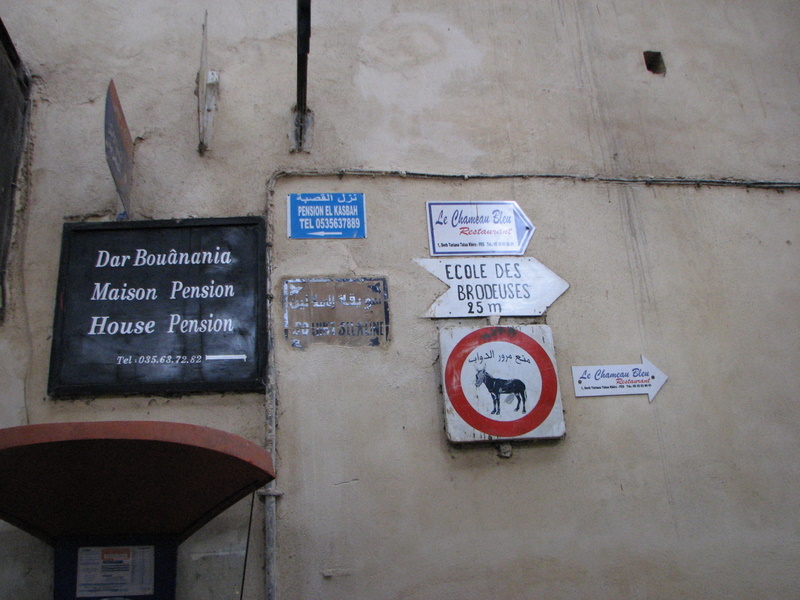 Dar Bouânania
Maison Pension
House Pension
Tel : 035.63.72.82
نزل القصبة
PENSION EL KASBAH
TEL 0535637889
Le Chameau Bleu
Restaurant
ECOLE DES
BRODEUSES
25 m
منع مرور الدواب
Le Chameau Bleu
Restaurant